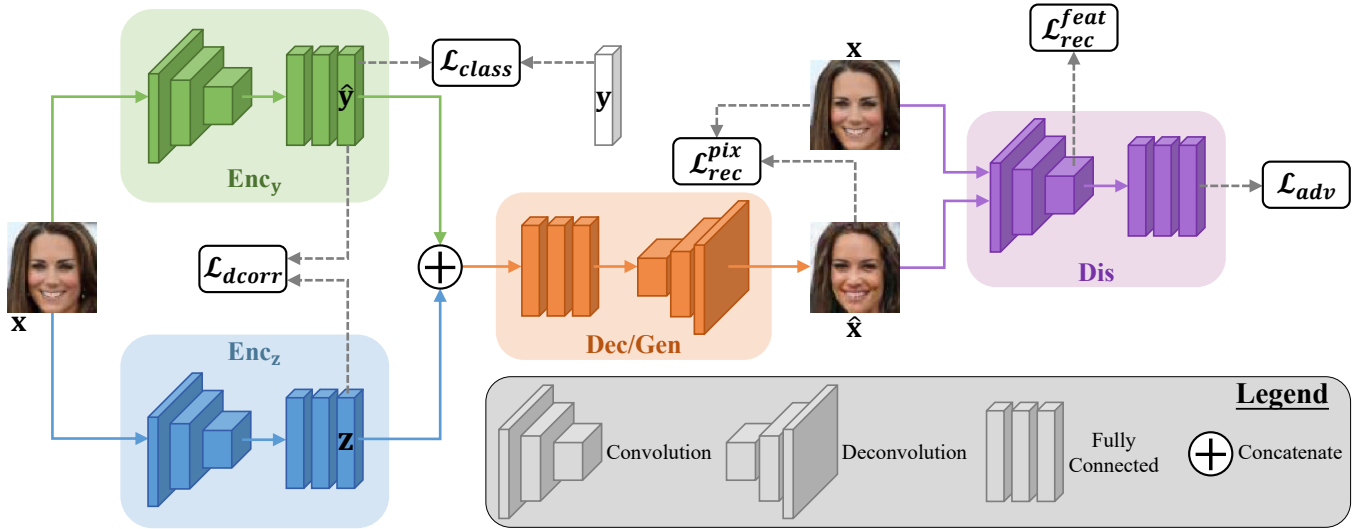 x
Enc_y
ŷ
𝓛_class
y
𝓛_dcorr
Enc_z
z
Dec/Gen
x
𝓛_rec^pix
x̂
𝓛_rec^feat
Dis
𝓛_adv
Legend
Convolution
Deconvolution
Fully
Connected
Concatenate